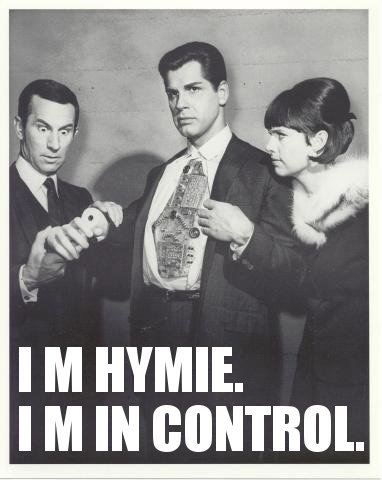 I M HYMIE.
I M IN CONTROL.